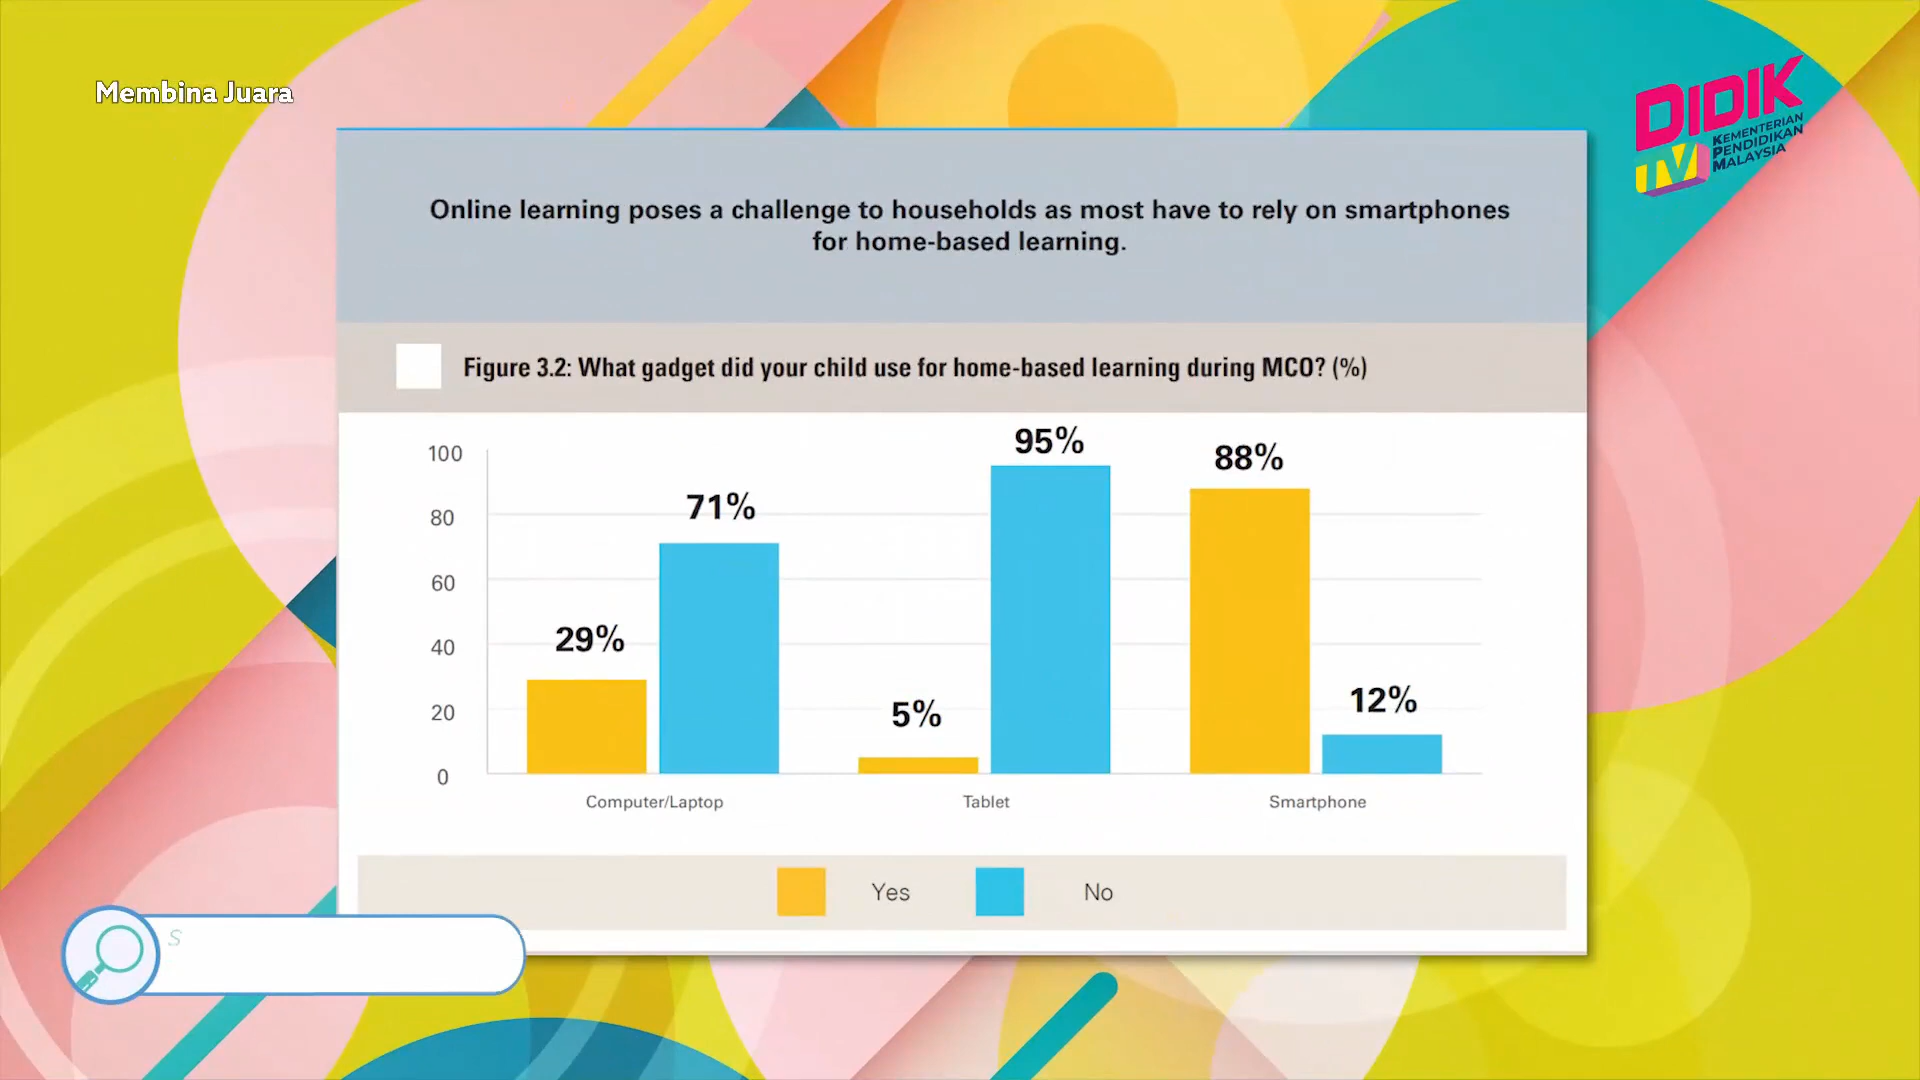 Membina Juara
DIDIK
TV
KEMENTERIAN
PENDIDIKAN
MALAYSIA
Online learning poses a challenge to households as most have to rely on smartphones
for home-based learning.
Figure 3.2: What gadget did your child use for home-based learning during MCO? (%)
100
80
60
40
20
0
29%
71%
5%
95%
88%
12%
Computer/Laptop
Tablet
Smartphone
Yes
No
S